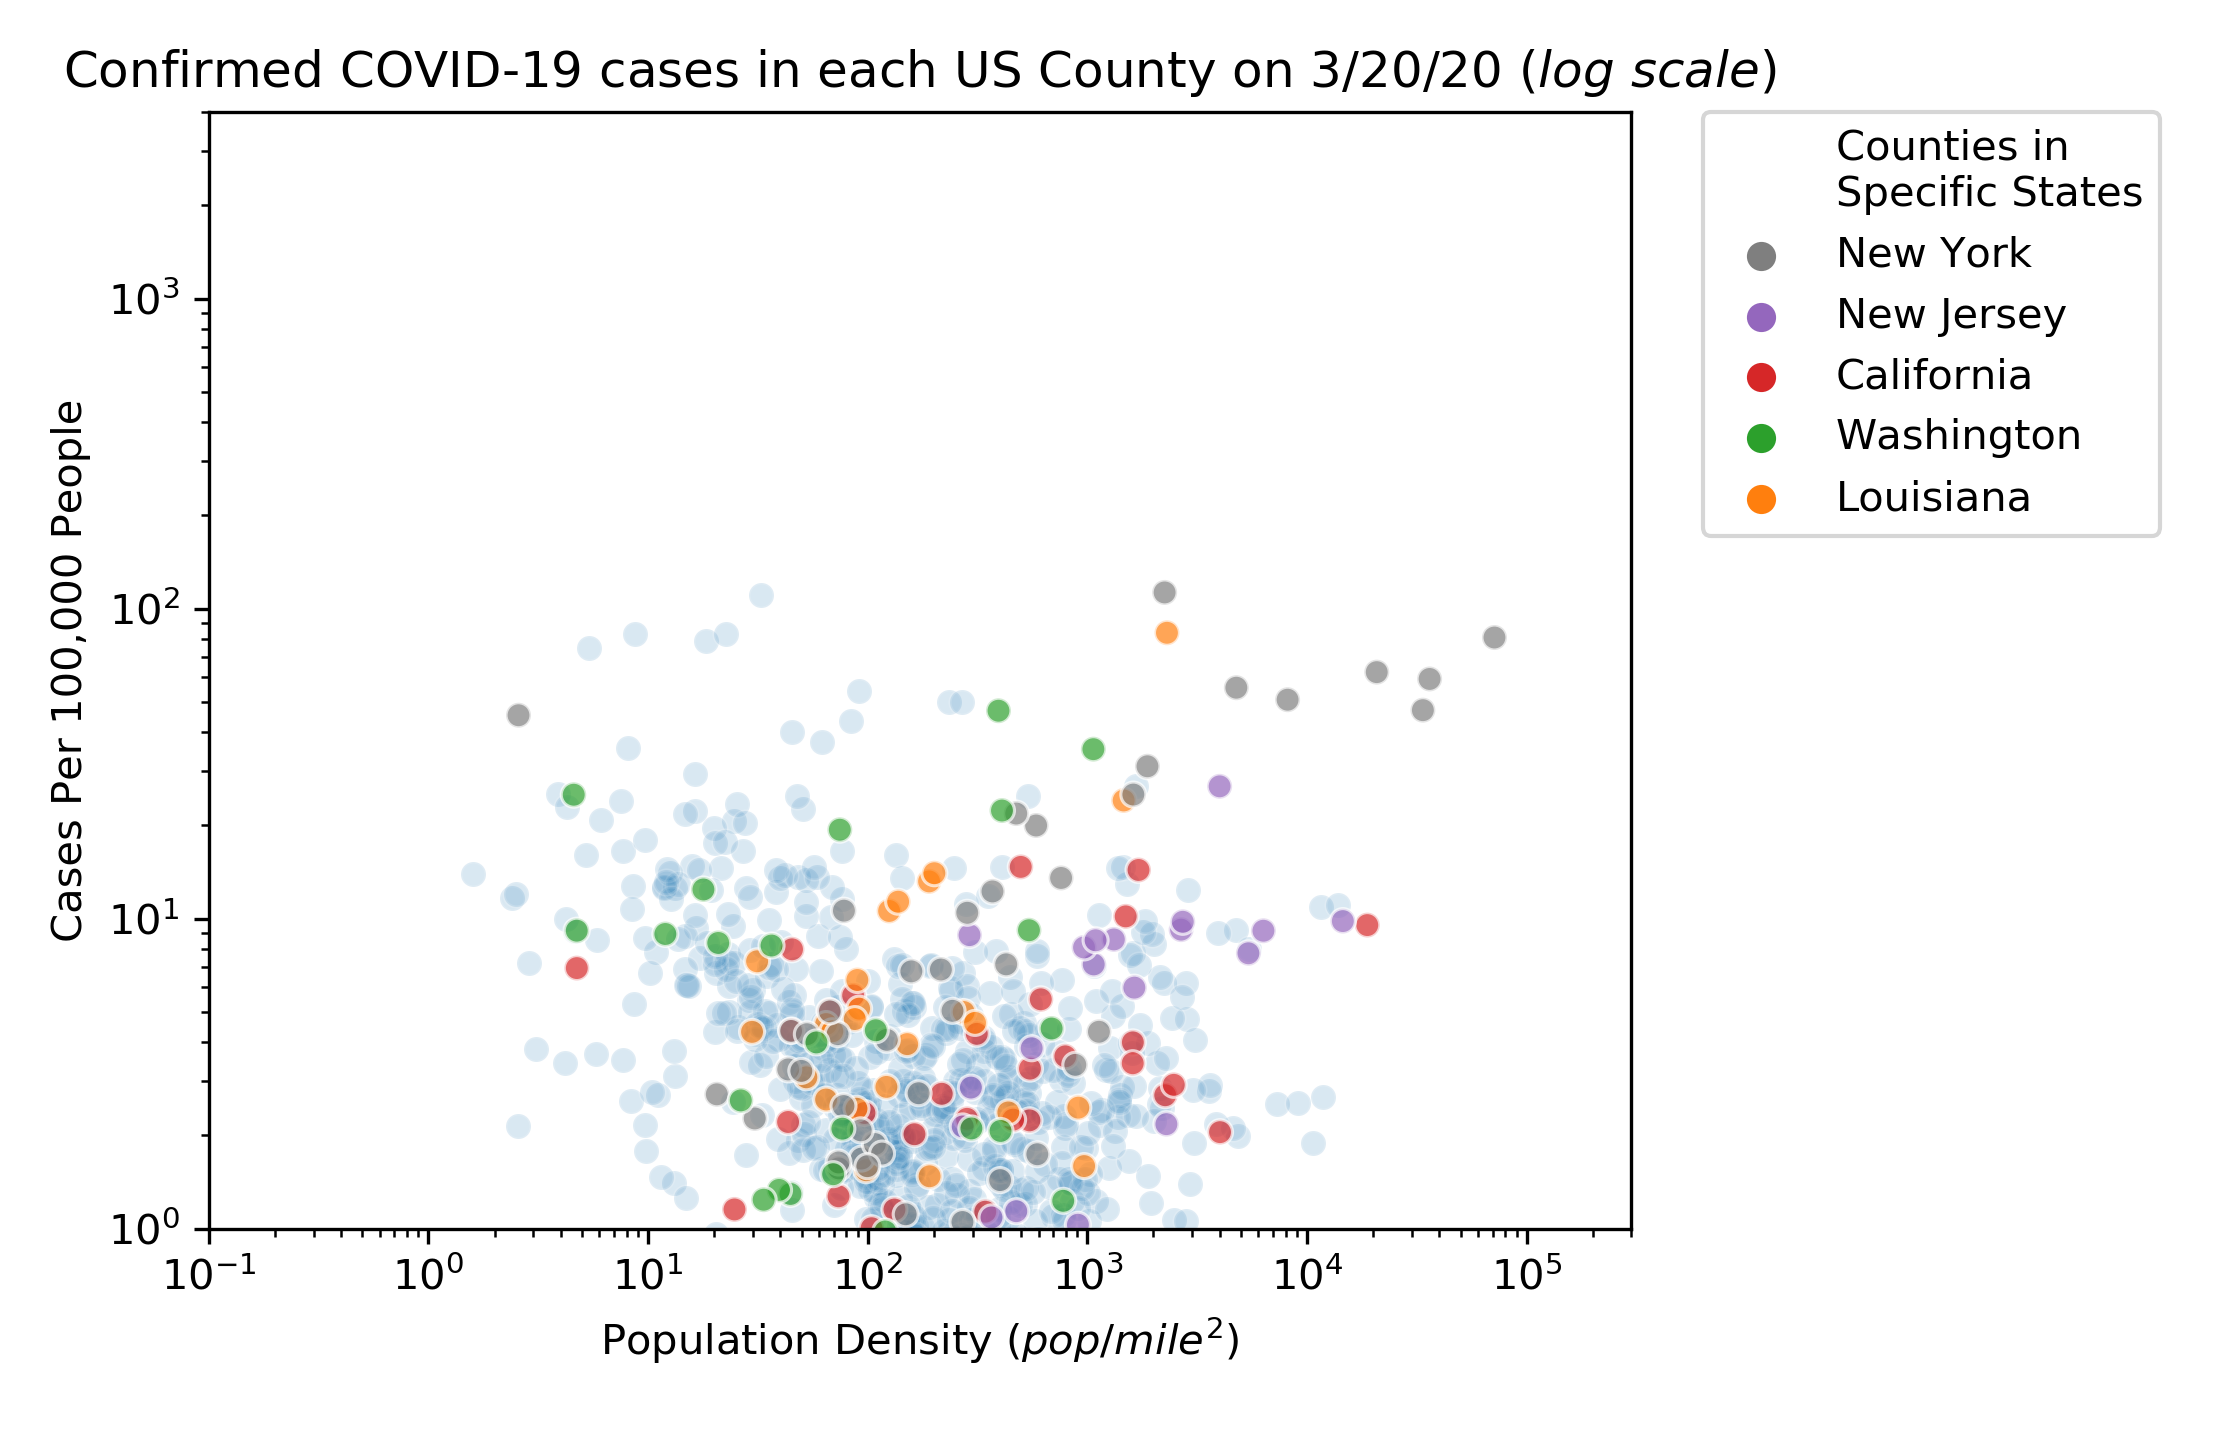 Confirmed COVID-19 cases in each US County on 3/20/20 (log scale)
Counties in
Specific States
New York
New Jersey
California
Washington
Louisiana
Cases Per 100,000 People
10³
10²
10¹
10⁰
10⁻¹ 10⁰ 10¹ 10² 10³ 10⁴ 10⁵
Population Density (pop/mile²)